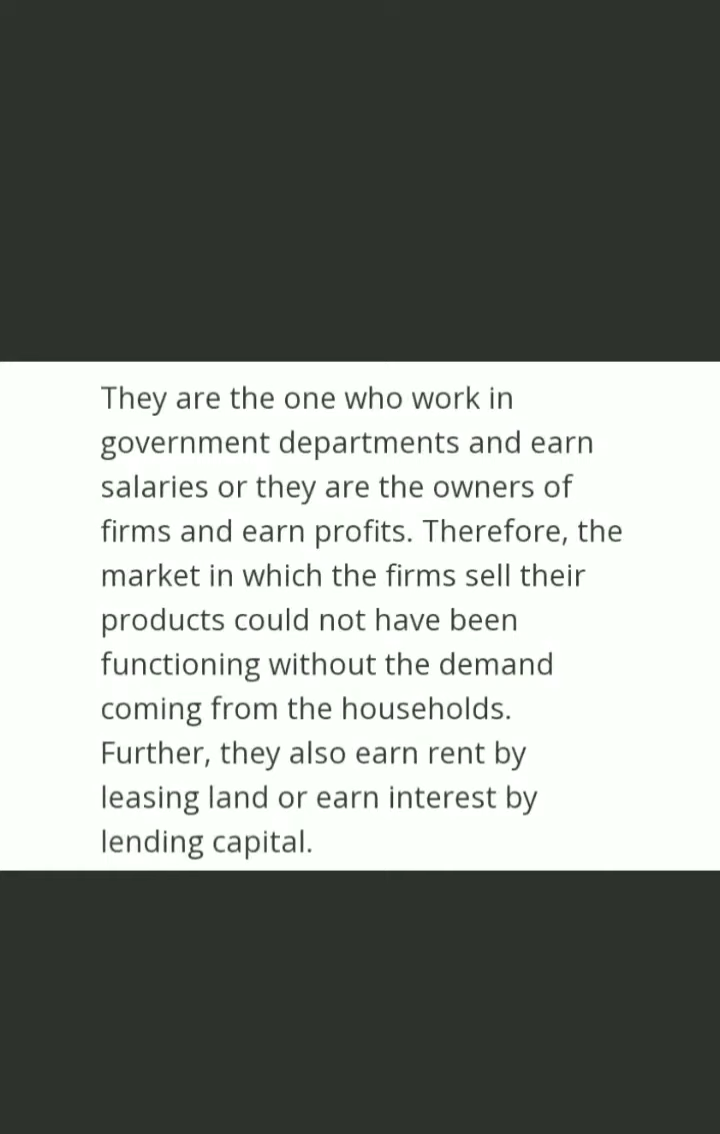 They are the one who work in
government departments and earn
salaries or they are the owners of
firms and earn profits. Therefore, the
market in which the firms sell their
products could not have been
functioning without the demand
coming from the households.
Further, they also earn rent by
leasing land or earn interest by
lending capital.